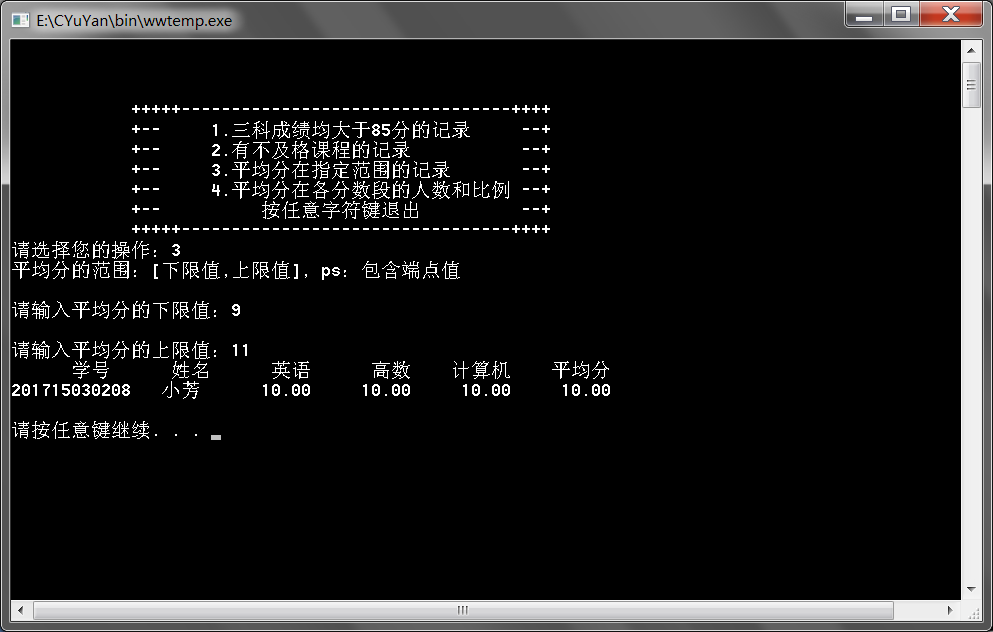 E:\CYuYan\bin\wwtemp.exe
+++++---------------------------------++++
+--     1.三科成绩均大于85分的记录     --+
+--     2.有不及格课程的记录           --+
+--     3.平均分在指定范围的记录       --+
+--     4.平均分在各分数段的人数和比例 --+
+--          按任意字符键退出          --+
+++++---------------------------------++++
请选择您的操作：3
平均分的范围：[下限值,上限值]，ps：包含端点值
请输入平均分的下限值：9
请输入平均分的上限值：11
学号 姓名 英语 高数 计算机 平均分
201715030208 小芳 10.00 10.00 10.00 10.00
请按任意键继续. . .